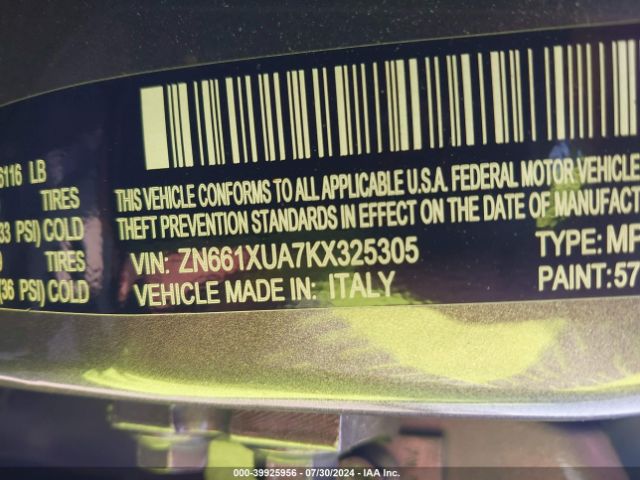 6116 LB
TIRES
33 PSI) COLD
TIRES
(36 PSI) COLD
THIS VEHICLE CONFORMS TO ALL APPLICABLE U.S.A. FEDERAL MOTOR VEHICLE
THEFT PREVENTION STANDARDS IN EFFECT ON THE DATE OF MANUFACT
VIN: ZN661XUA7KX325305
TYPE: MP
VEHICLE MADE IN: ITALY
PAINT: 57
000-39925956 - 07/30/2024 - IAA Inc.